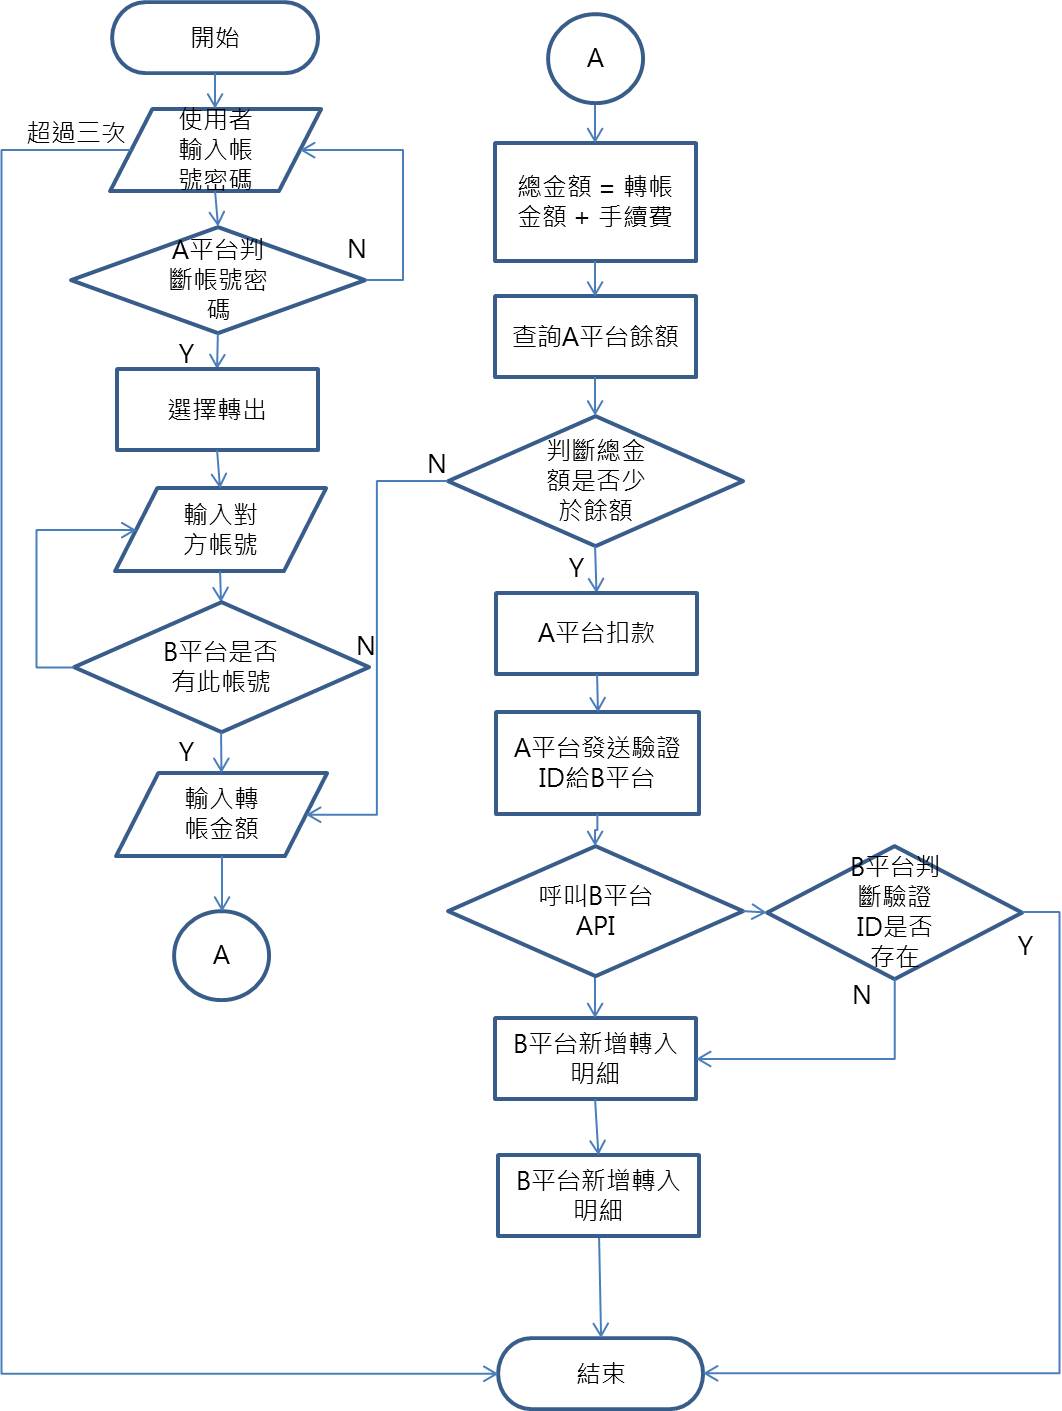 開始
超過三次
使用者
輸入帳
號密碼
A平台判
斷帳號密
碼
N
Y
選擇轉出
輸入對
方帳號
B平台是否
有此帳號
N
Y
輸入轉
帳金額
A
A
總金額 = 轉帳
金額 + 手續費
查詢A平台餘額
判斷總金
額是否少
於餘額
N
Y
A平台扣款
A平台發送驗證
ID給B平台
呼叫B平台
API
B平台判
斷驗證
ID是否
存在
Y
N
B平台新增轉入
明細
B平台新增轉入
明細
結束